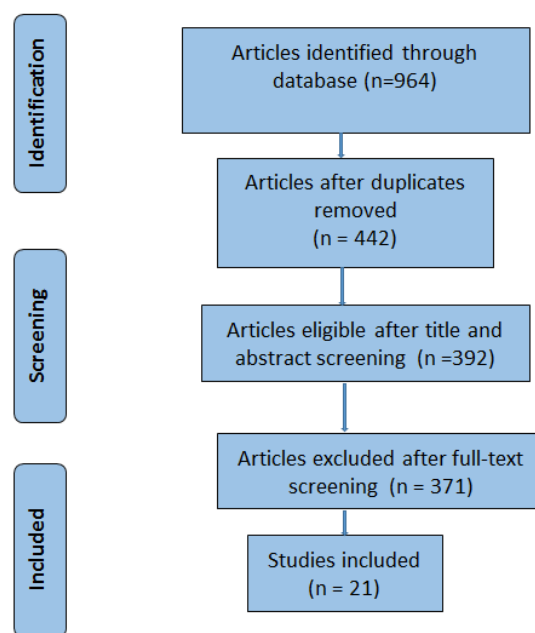 Identification
Articles identified through
database (n=964)
Articles after duplicates
removed
(n = 442)
Screening
Articles eligible after title and
abstract screening  (n =392)
Articles excluded after full-text
screening  (n = 371)
Included
Studies included
(n = 21)